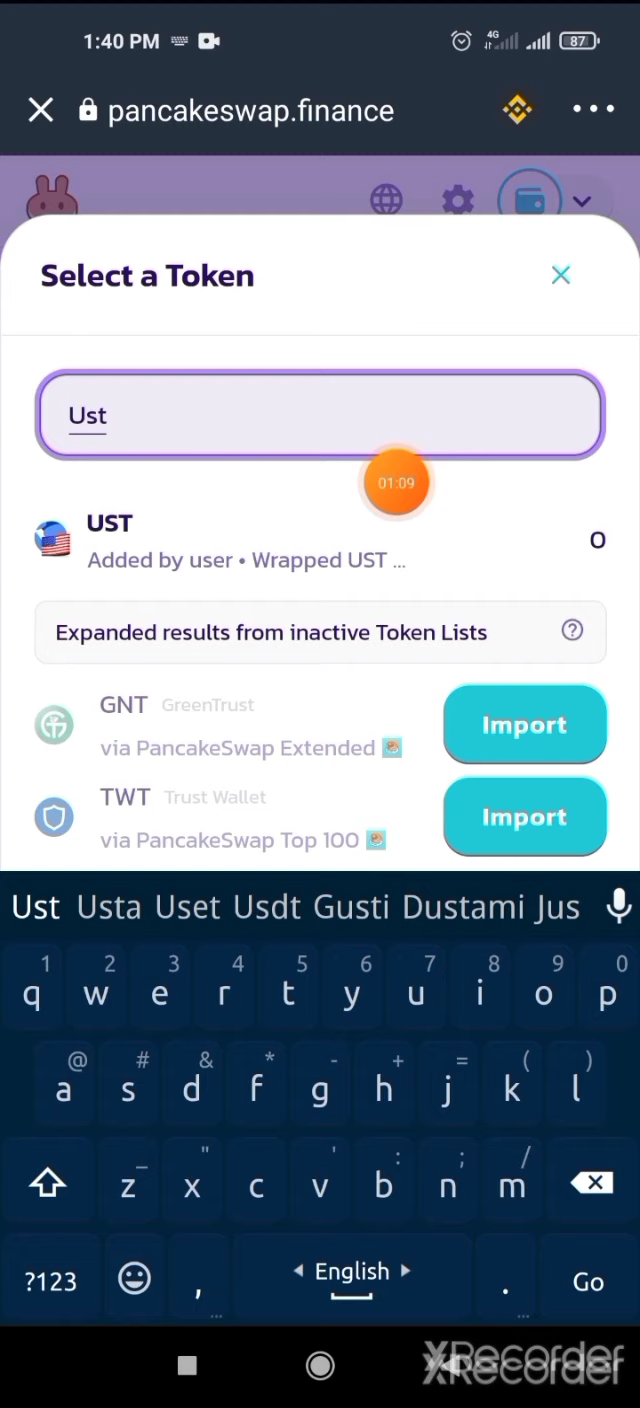 1:40 PM
4G
87
pancakeswap.finance
Select a Token
Ust
01:09
UST
0
Added by user • Wrapped UST ...
Expanded results from inactive Token Lists
GNT GreenTrust
via PancakeSwap Extended
Import
TWT Trust Wallet
via PancakeSwap Top 100
Import
Ust Usta Uset Usdt Gusti Dustami Jus
1 2 3 4 5 6 7 8 9 0
q w e r t y u i o p
@ # & * - + = ( )
a s d f g h j k l
_ " ' : ; /
z x c v b n m
?123 , English . Go
XRecorder